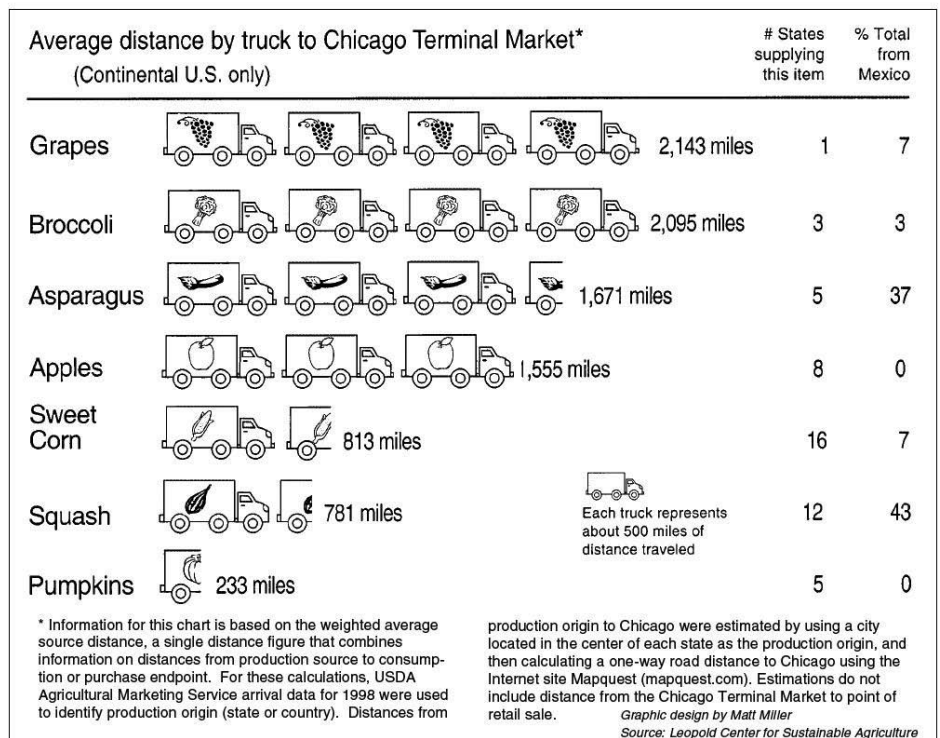 Average distance by truck to Chicago Terminal Market*
(Continental U.S. only)
# States
supplying
this item
% Total
from
Mexico
Grapes 2,143 miles 1 7
Broccoli 2,095 miles 3 3
Asparagus 1,671 miles 5 37
Apples 1,555 miles 8 0
Sweet
Corn 813 miles 16 7
Squash 781 miles 12 43
Each truck represents
about 500 miles of
distance traveled
Pumpkins 233 miles 5 0
* Information for this chart is based on the weighted average
source distance, a single distance figure that combines
information on distances from production source to consump-
tion or purchase endpoint. For these calculations, USDA
Agricultural Marketing Service arrival data for 1998 were used
to identify production origin (state or country). Distances from
production origin to Chicago were estimated by using a city
located in the center of each state as the production origin, and
then calculating a one-way road distance to Chicago using the
Internet site Mapquest (mapquest.com). Estimations do not
include distance from the Chicago Terminal Market to point of
retail sale.
Graphic design by Matt Miller
Source: Leopold Center for Sustainable Agriculture